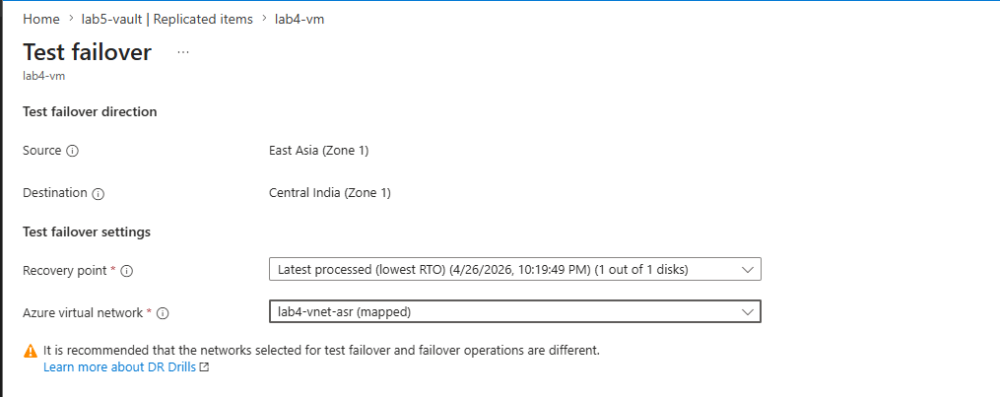 Home > lab5-vault | Replicated items > lab4-vm
Test failover ...
lab4-vm
Test failover direction
Source East Asia (Zone 1)
Destination Central India (Zone 1)
Test failover settings
Recovery point * Latest processed (lowest RTO) (4/26/2026, 10:19:49 PM) (1 out of 1 disks)
Azure virtual network * lab4-vnet-asr (mapped)
It is recommended that the networks selected for test failover and failover operations are different.
Learn more about DR Drills